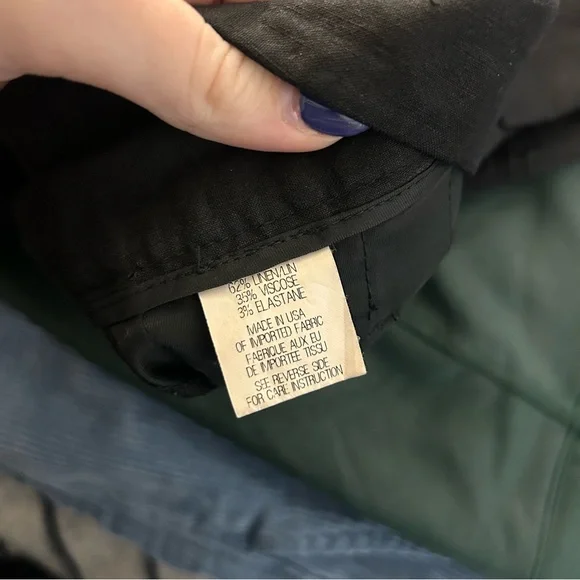 62% LINEN/LIN
35% VISCOSE
3% ELASTANE
MADE IN USA
OF IMPORTED FABRIC
FABRIQUE AUX EU
DE IMPORTEE TISSU
SEE REVERSE SIDE
FOR CARE INSTRUCTION